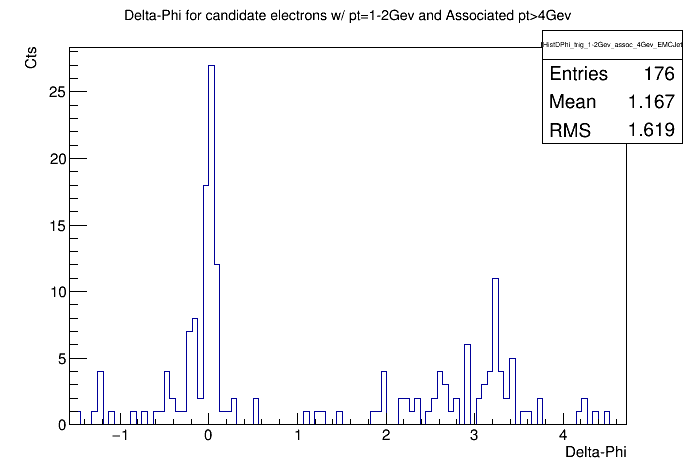 Delta-Phi for candidate electrons w/ pt=1-2Gev and Associated pt>4Gev
HistDPhi_trig_1-2Gev_assoc_4Gev_EMCJet
Entries 176
Mean 1.167
RMS 1.619
Cts
25
20
15
10
5
0
−1 0 1 2 3 4
Delta-Phi